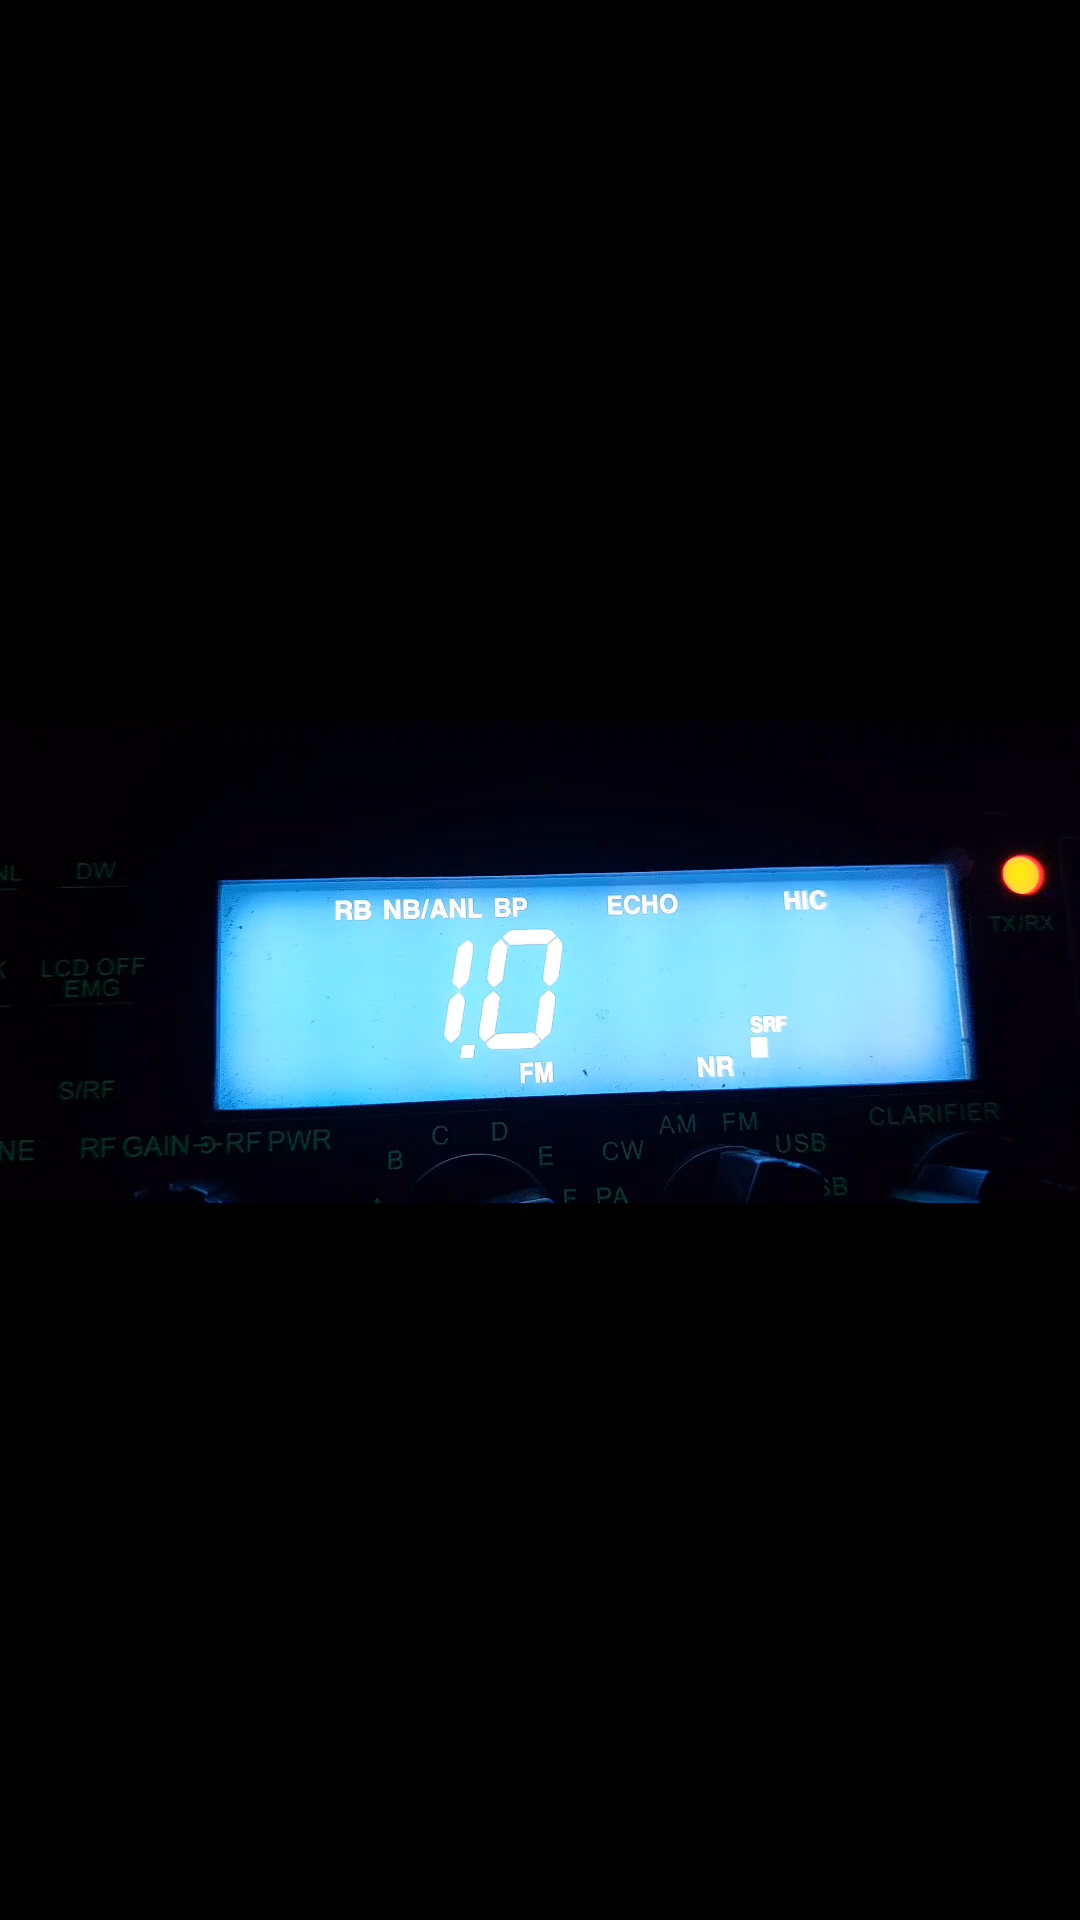 NL DW
RB NB/ANL BP ECHO HIC
TX/RX
K LCD OFF
EMG
1.0
SRF
S/RF
FM NR
NE RF GAIN RF PWR
B C D E F
CW AM FM USB SB
PA
CLARIFIER